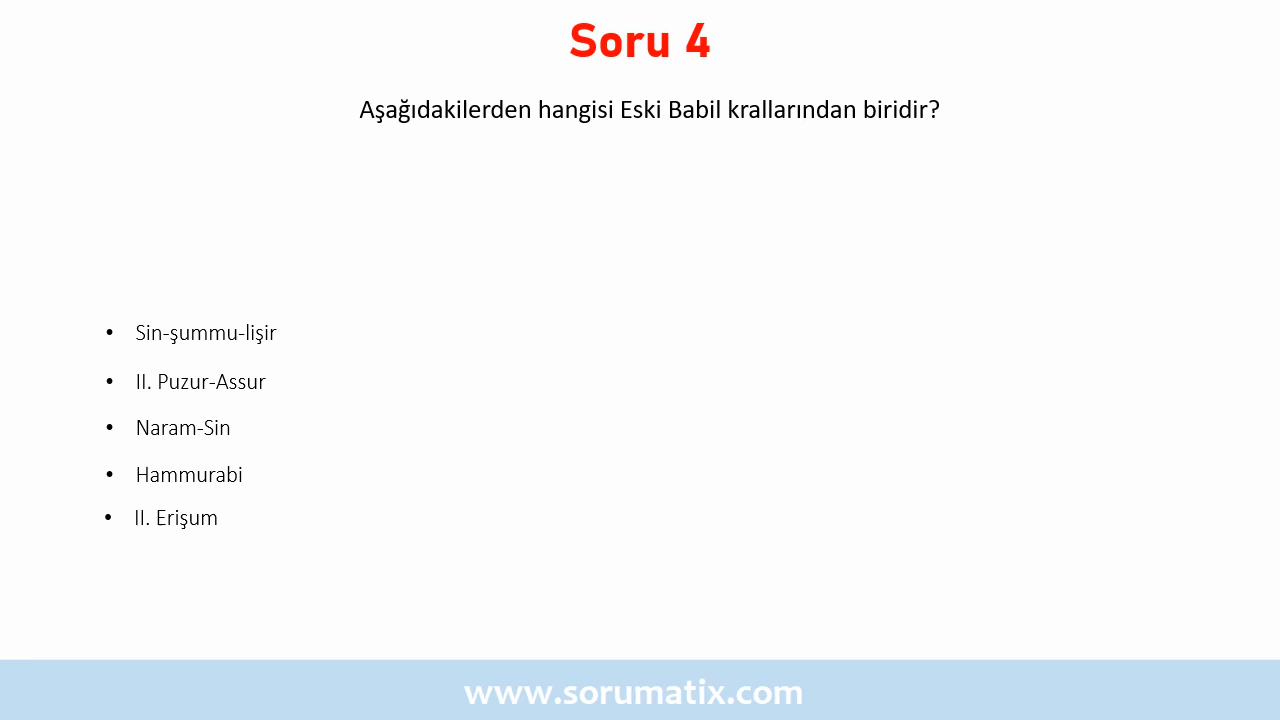 Soru 4
Aşağıdakilerden hangisi Eski Babil krallarından biridir?
• Sin-şummu-lişir
• II. Puzur-Assur
• Naram-Sin
• Hammurabi
• II. Erişum
www.sorumatix.com